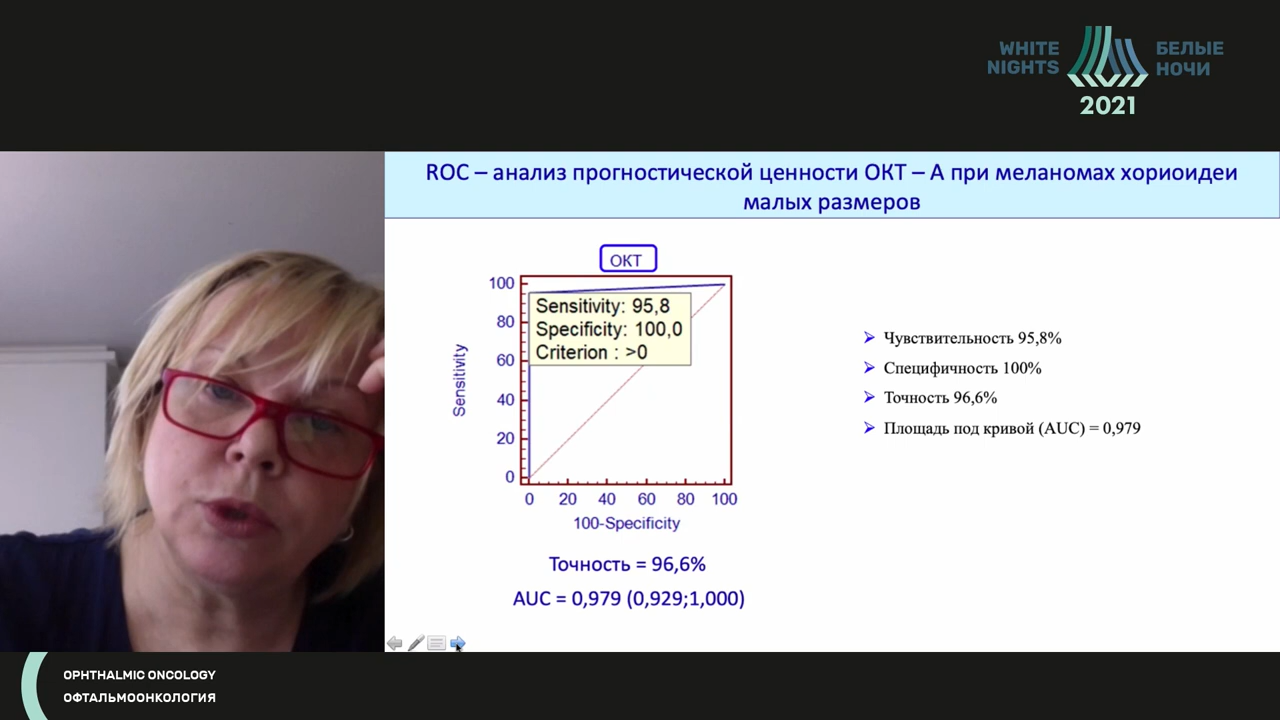 WHITE
NIGHTS
БЕЛЫЕ
НОЧИ
2021
ROC – анализ прогностической ценности ОКТ – А при меланомах хориоидеи
малых размеров
ОКТ
Sensitivity
100
80
60
40
20
0
Sensitivity: 95,8
Specificity: 100,0
Criterion : >0
0 20 40 60 80 100
100-Specificity
Точность = 96,6%
AUC = 0,979 (0,929;1,000)
Чувствительность 95,8%
Специфичность 100%
Точность 96,6%
Площадь под кривой (AUC) = 0,979
OPHTHALMIC ONCOLOGY
ОФТАЛЬМООНКОЛОГИЯ